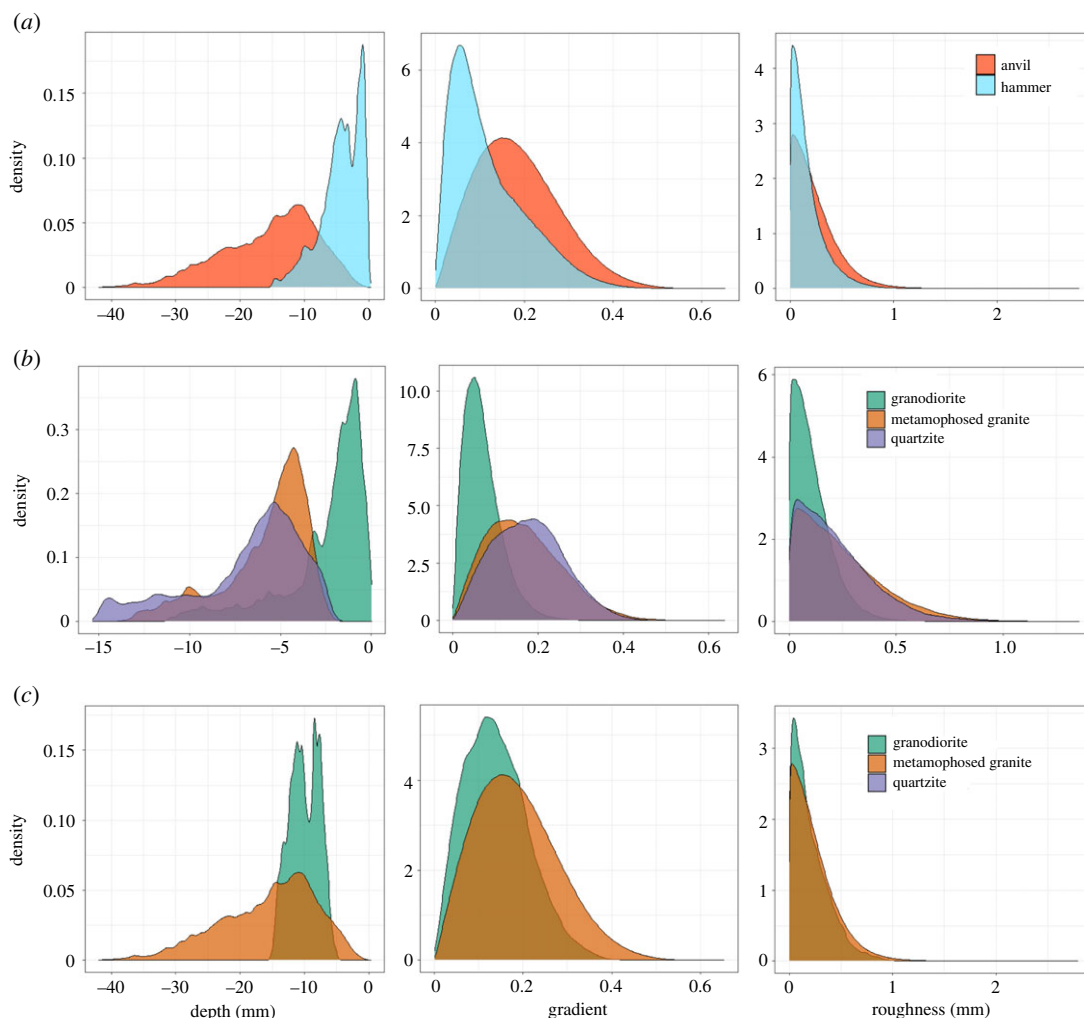 (a)
density
0.15
0.10
0.05
0
–40 –30 –20 –10 0
6
4
2
0
0 0.2 0.4 0.6
4
3
2
1
0
0 1 2
anvil
hammer
(b)
density
0.3
0.2
0.1
0
–15 –10 –5 0
10.0
7.5
5.0
2.5
0
0 0.2 0.4 0.6
6
4
2
0
0 0.5 1.0
granodiorite
metamophosed granite
quartzite
(c)
density
0.15
0.10
0.05
0
–40 –30 –20 –10 0
depth (mm)
4
2
0
0 0.2 0.4 0.6
gradient
3
2
1
0
0 1 2
roughness (mm)
granodiorite
metamophosed granite
quartzite